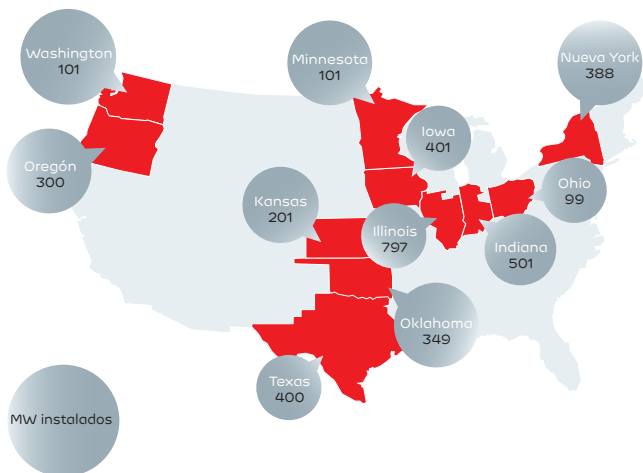 Washington
101
Minnesota
101
Nueva York
388
Iowa
401
Oregón
300
Kansas
201
Ohio
99
Illinois
797
Indiana
501
Oklahoma
349
Texas
400
MW instalados